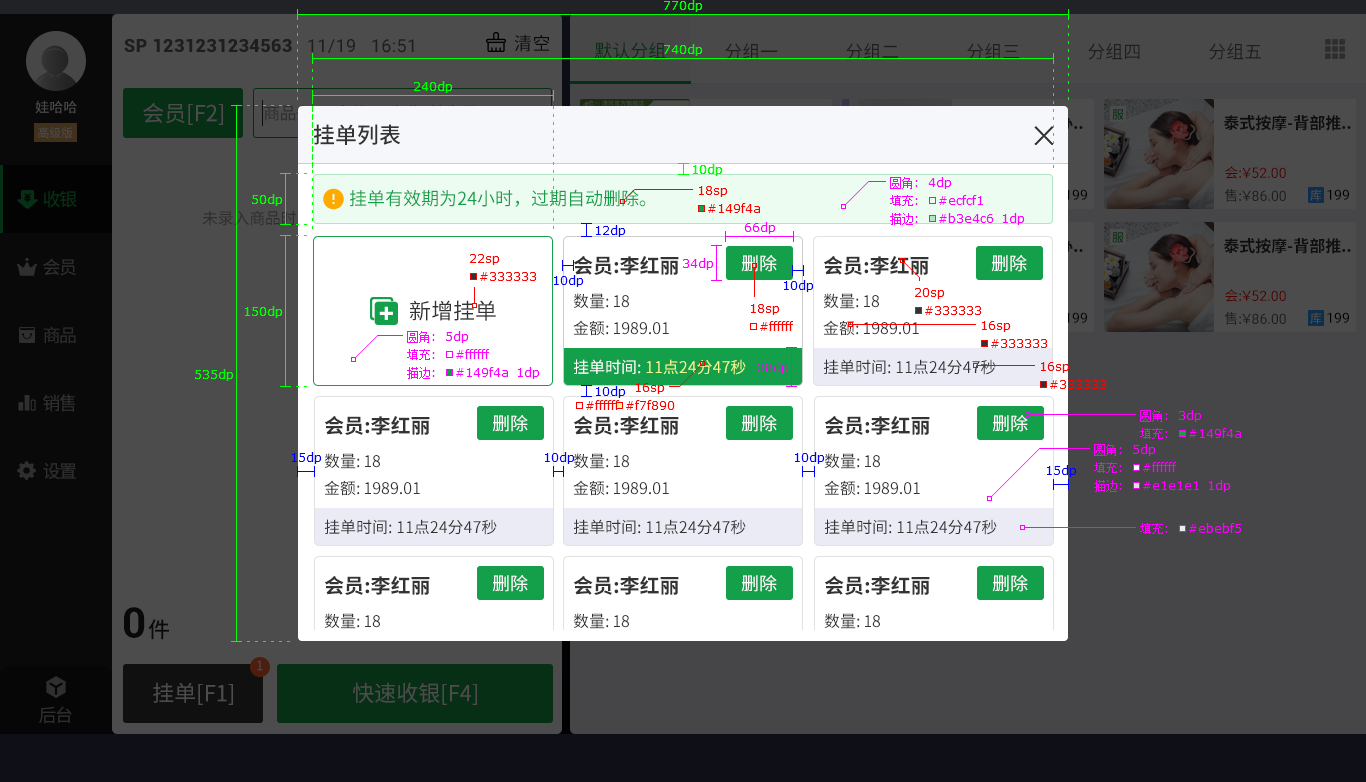 770dp
SP 1231231234563
11/19 16:51
清空
默认分组
740dp
分组一
分组二
分组三
分组四
分组五
娃哈哈
高级版
240dp
会员[F2]
商品
挂单列表
服
泰式按摩-背部推..
会:¥52.00
售:¥86.00
库 199
199
收银
会员
商品
销售
设置
未录入商品时
10dp
50dp
挂单有效期为24小时，过期自动删除。
18sp
#149f4a
圆角: 4dp
填充: #ecfcf1
描边: #b3e4c6 1dp
12dp
66dp
22sp
#333333
新增挂单
圆角: 5dp
填充: #ffffff
描边: #149f4a 1dp
150dp
535dp
会员:李红丽
34dp
删除
10dp
10dp
数量: 18
金额: 1989.01
18sp
#ffffff
挂单时间: 11点24分47秒
38dp
会员:李红丽
删除
数量: 18
金额: 1989.01
20sp
#333333
16sp
#333333
挂单时间: 11点24分47秒
16sp
#333333
服
泰式按摩-背部推..
会:¥52.00
售:¥86.00
库 199
199
10dp
16sp
#ffffff
#f7f890
会员:李红丽
删除
数量: 18
金额: 1989.01
挂单时间: 11点24分47秒
会员:李红丽
删除
数量: 18
金额: 1989.01
挂单时间: 11点24分47秒
会员:李红丽
删除
数量: 18
金额: 1989.01
挂单时间: 11点24分47秒
15dp
10dp
10dp
15dp
圆角: 3dp
填充: #149f4a
圆角: 5dp
填充: #ffffff
描边: #e1e1e1 1dp
填充: #ebebf5
会员:李红丽
删除
数量: 18
会员:李红丽
删除
数量: 18
会员:李红丽
删除
数量: 18
0件
挂单[F1]
1
快速收银[F4]
后台